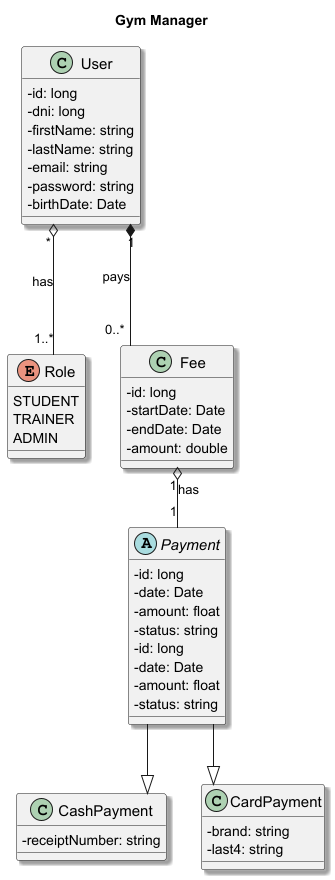 Gym Manager
C User
-id: long
-dni: long
-firstName: string
-lastName: string
-email: string
-password: string
-birthDate: Date
*
1
has
pays
1..*
0..*
E Role
STUDENT
TRAINER
ADMIN
C Fee
-id: long
-startDate: Date
-endDate: Date
-amount: double
1
has
1
A Payment
-id: long
-date: Date
-amount: float
-status: string
-id: long
-date: Date
-amount: float
-status: string
C CashPayment
-receiptNumber: string
C CardPayment
-brand: string
-last4: string